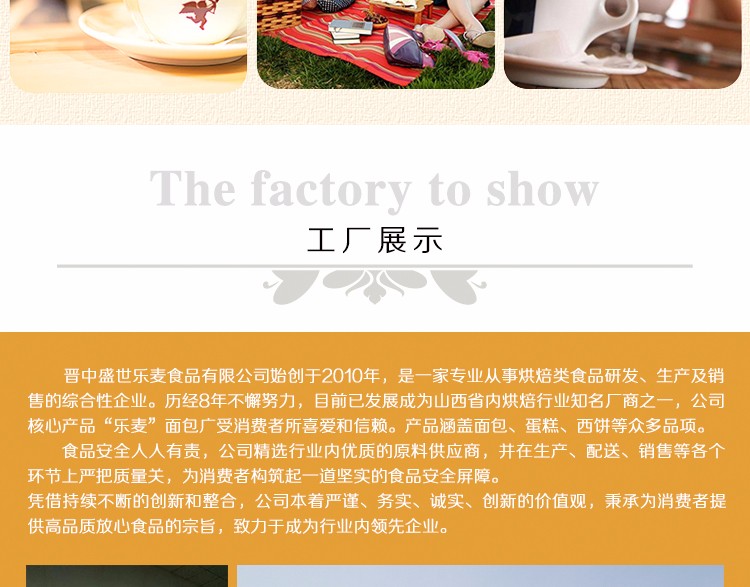 The factory to show
工厂展示
晋中盛世乐麦食品有限公司始创于2010年，是一家专业从事烘焙类食品研发、生产及销
售的综合性企业。历经8年不懈努力，目前已发展成为山西省内烘焙行业知名厂商之一，公司
核心产品“乐麦”面包广受消费者所喜爱和信赖。产品涵盖面包、蛋糕、西饼等众多品项。
食品安全人人有责，公司精选行业内优质的原料供应商，并在生产、配送、销售等各个
环节上严把质量关，为消费者构筑起一道坚实的食品安全屏障。
凭借持续不断的创新和整合，公司本着严谨、务实、诚实、创新的价值观，秉承为消费者提
供高品质放心食品的宗旨，致力于成为行业内领先企业。